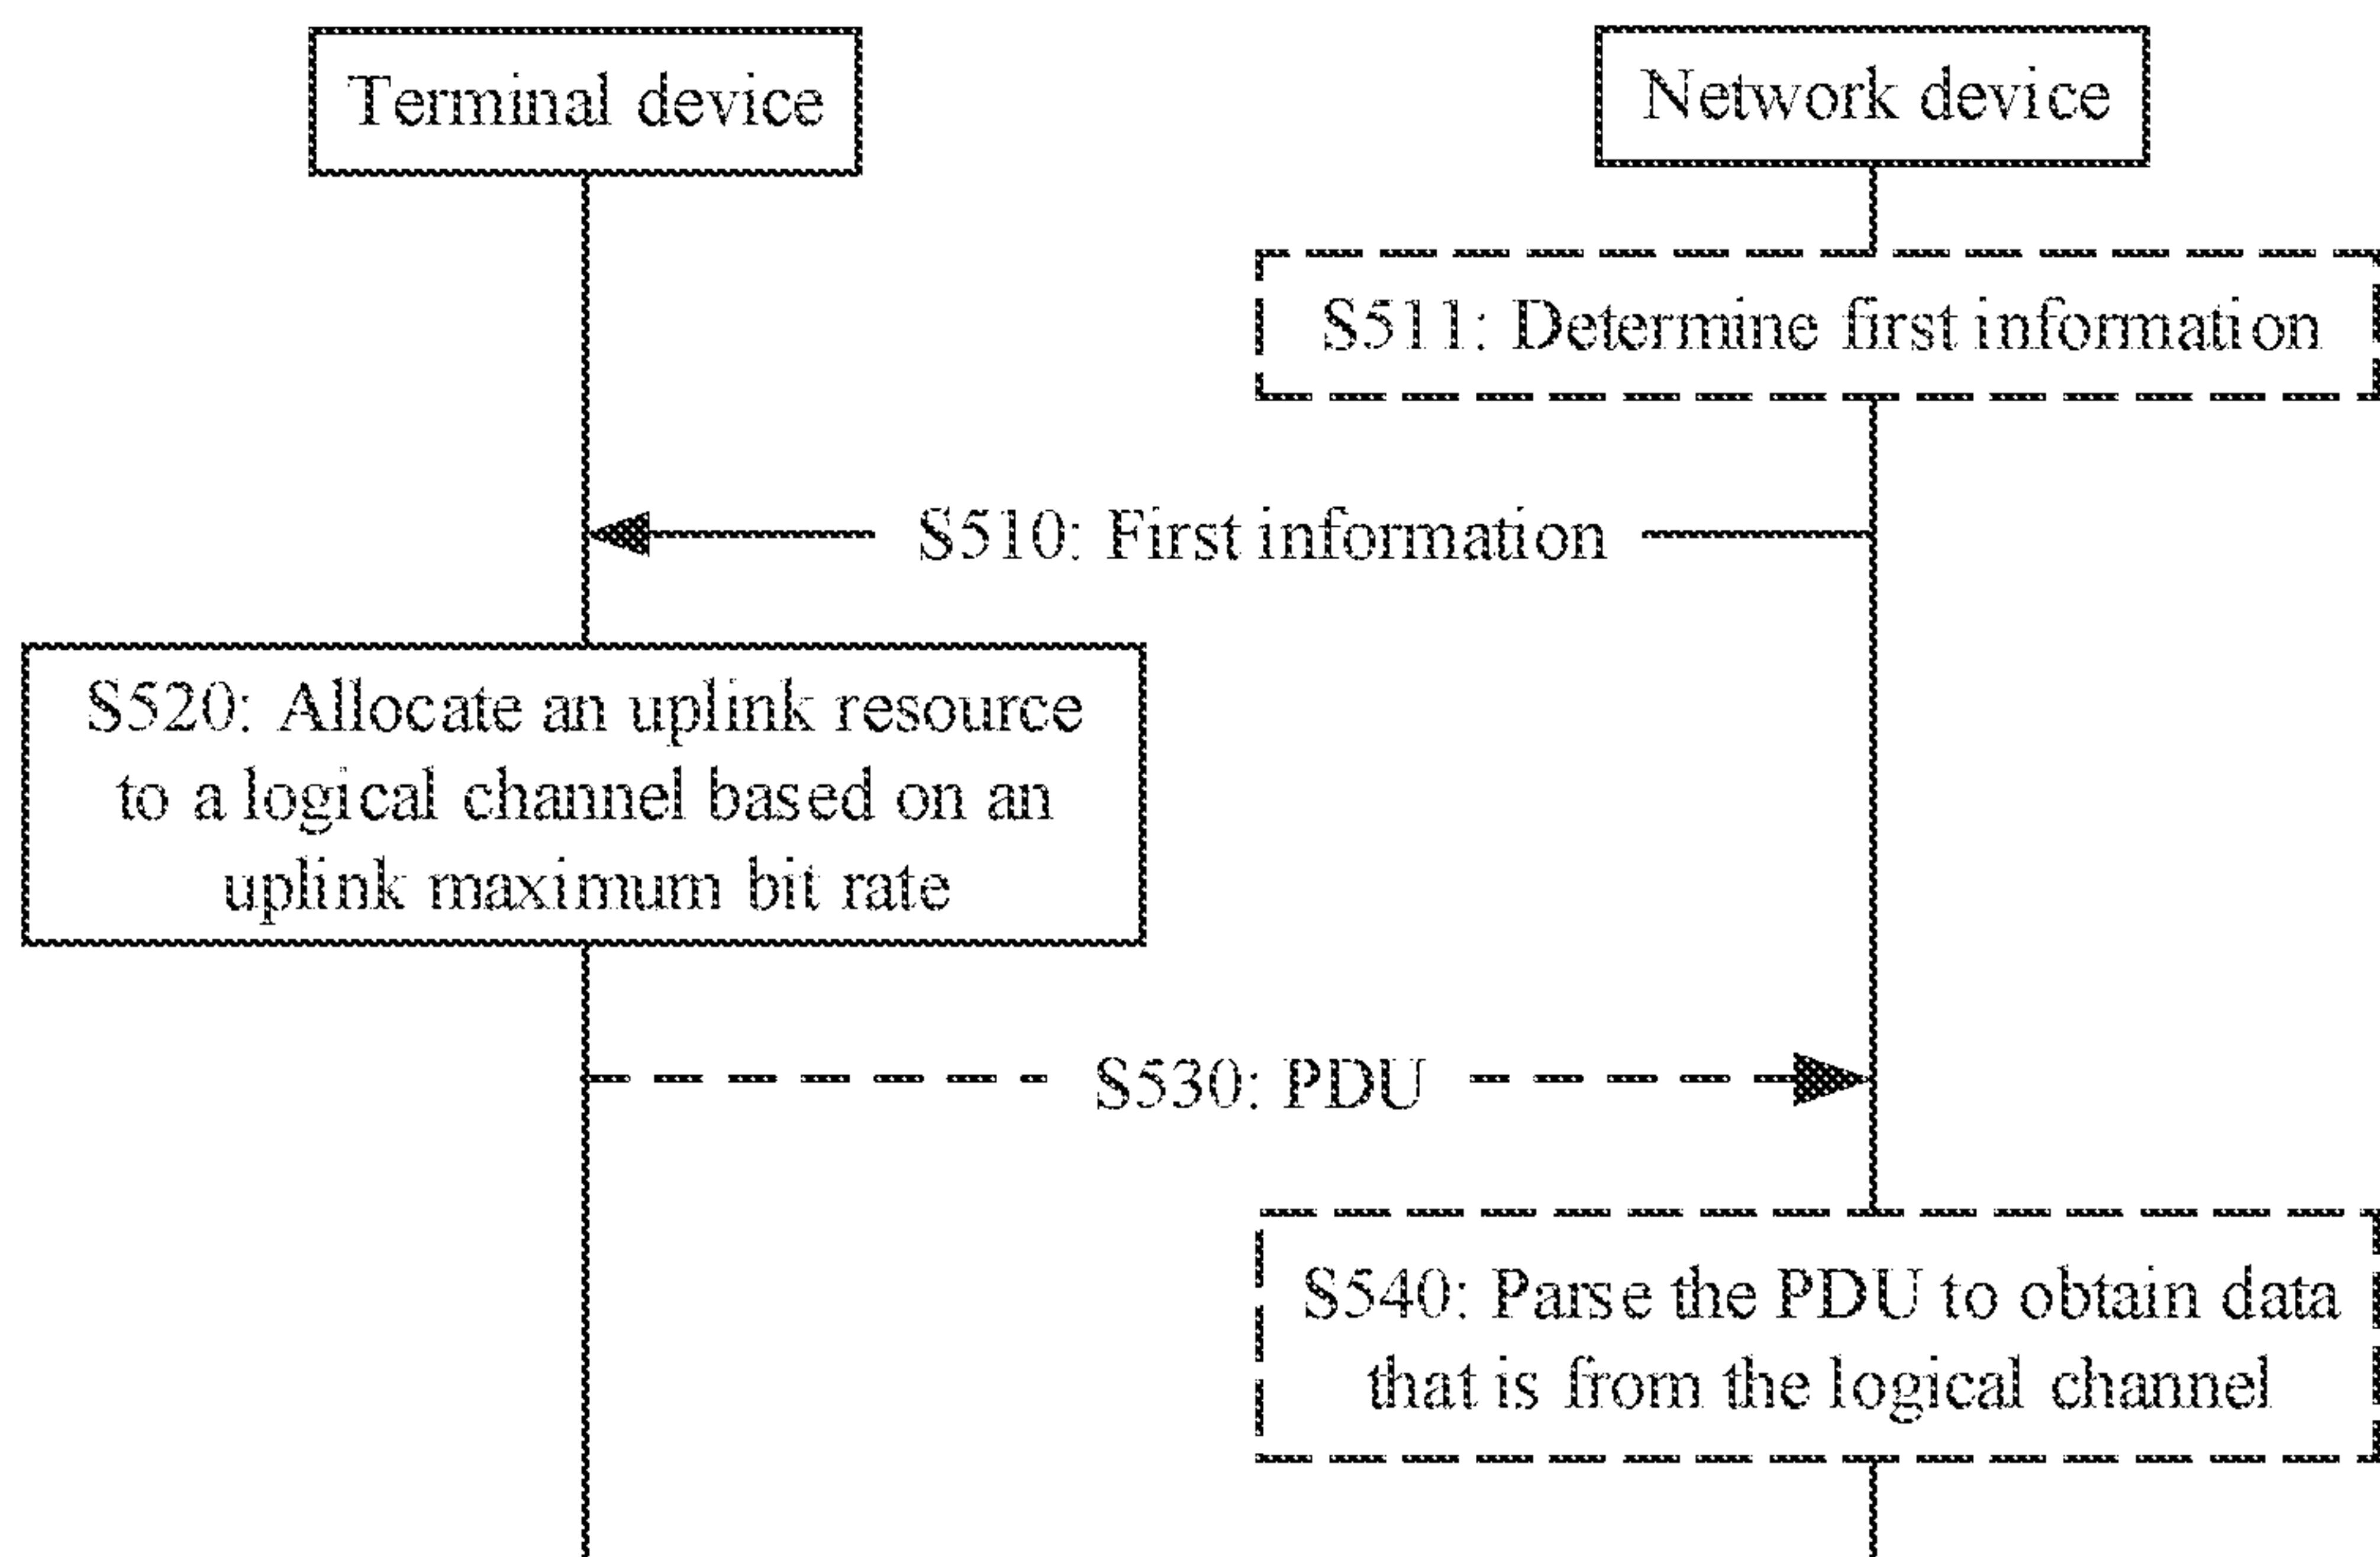 Terminal device
Network device
S511: Determine first information
S510: First information
S520: Allocate an uplink resource
to a logical channel based on an
uplink maximum bit rate
S530: PDU
S540: Parse the PDU to obtain data
that is from the logical channel